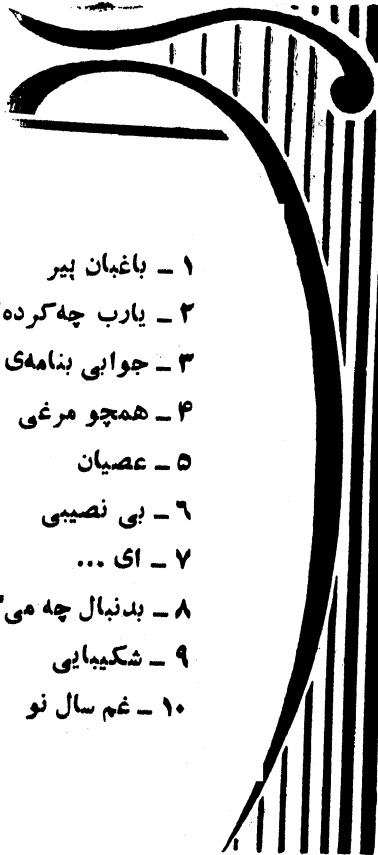 ۱ – باغبان پیر
۲ – یارب چه‌کرده
۳ – جوابی بنامه‌ی
۴ – همچو مرغی
۵ – عصیان
۶ – بی نصیبی
۷ – ای ...
۸ – بدنبال چه می
۹ – شکیبایی
۱۰ – غم سال نو